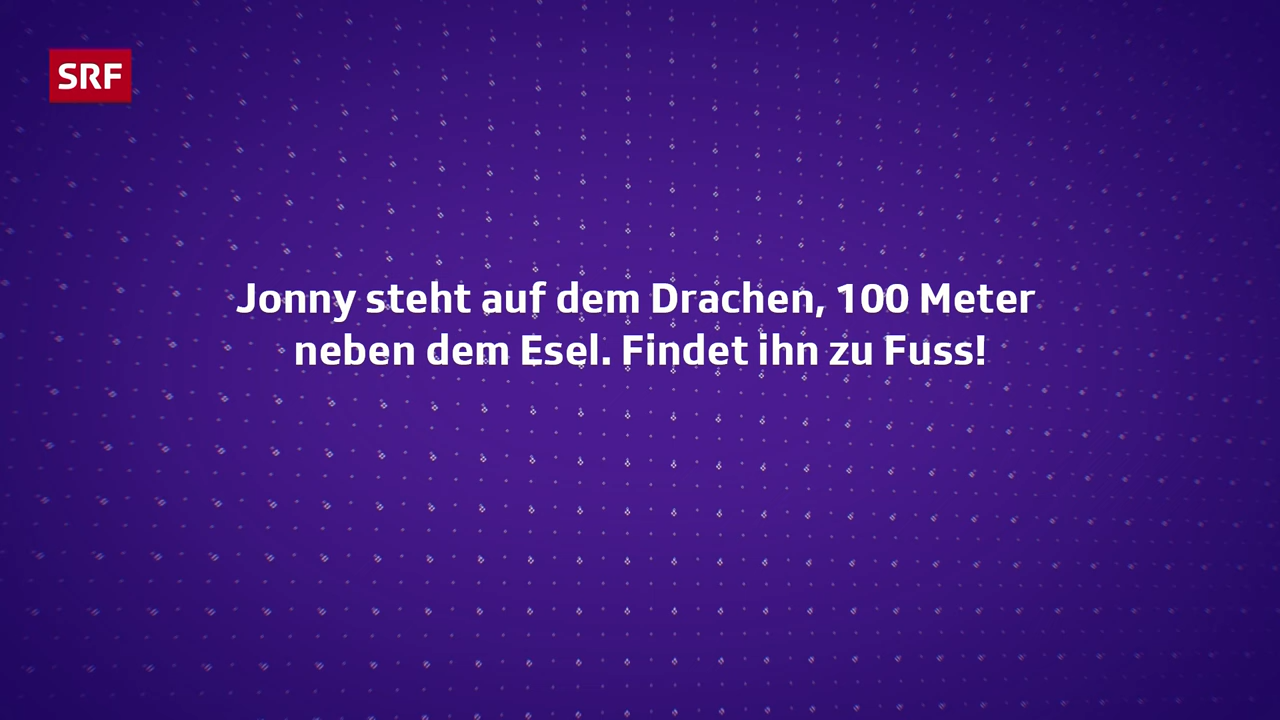 SRF
Jonny steht auf dem Drachen, 100 Meter
neben dem Esel. Findet ihn zu Fuss!